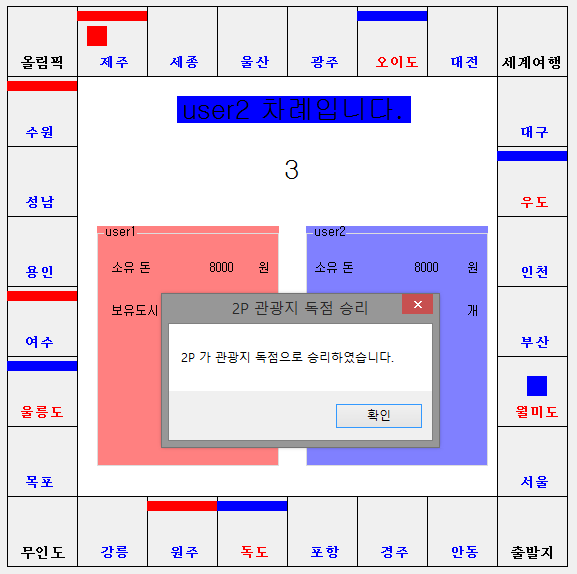 올림픽 제주 세종 울산 광주 오이도 대전 세계여행
user2 차례입니다.
수원 대구
3
성남 우도
user1 user2
용인 소유 돈 8000 원 소유 돈 8000 원 인천
보유도시 개
2P 관광지 독점 승리
여수 부산
2P 가 관광지 독점으로 승리하였습니다.
울릉도 확인 월미도
목포 서울
무인도 강릉 원주 독도 포항 경주 안동 출발지